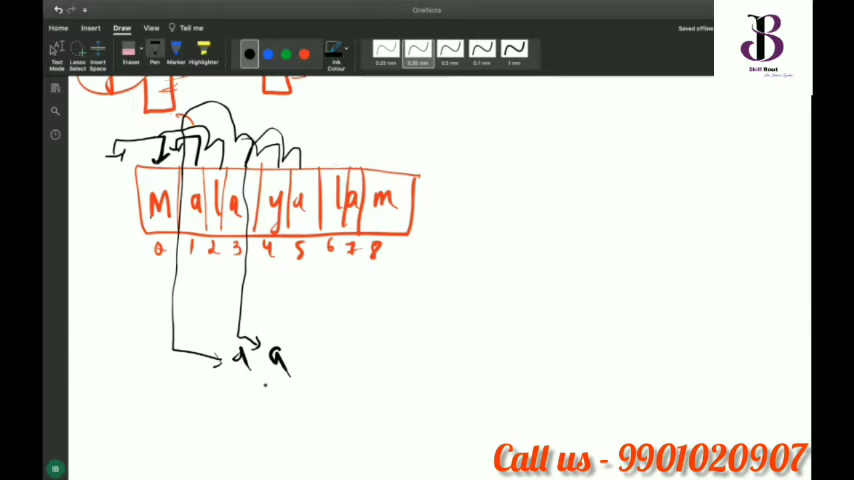 OneNote
Home Insert Draw View Tell me Saved offline
Text Mode Lasso Select Insert Space Eraser Pen Marker Highlighter Ink Colour 0.25 mm 0.35 mm 0.5 mm 0.7 mm 1 mm
B
Skill Rout
M a l a y a l a m
0 1 2 3 4 5 6 7 8
a a
IB
Call us - 9901020907